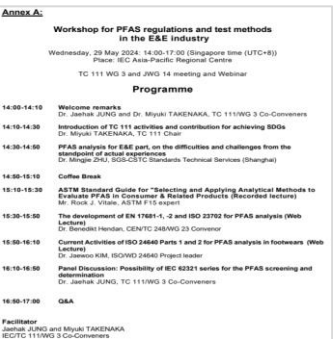 Annex A:
Workshop for PFAS regulations and test methods
in the E&E industry
Wednesday, 29 May 2024: 14:00-17:00 (Singapore time (UTC+8))
Place: IEC Asia-Pacific Regional Centre
TC 111 WG 3 and JWG 14 meeting and Webinar
Programme
14:00-14:10 Welcome remarks
Dr. Jaehak JUNG and Dr. Miyuki TAKENAKA, TC 111/WG 3 Co-Conveners
14:10-14:30 Introduction of TC 111 activities and contribution for achieving SDGs
Dr. Miyuki TAKENAKA, TC 111 Chair
14:30-14:50 PFAS analysis for E&E part, on the difficulties and challenges from the
standpoint of actual experiences
Dr. Mingjie ZHU, SGS-CSTC Standards Technical Services (Shanghai)
14:50-15:10 Coffee Break
15:10-15:30 ASTM Standard Guide for "Selecting and Applying Analytical Methods to
Evaluate PFAS in Consumer & Related Products (Recorded lecture)
Mr. Rock J. Vitale, ASTM F15 expert
15:30-15:50 The development of EN 17681-1, -2 and ISO 23702 for PFAS analysis (Web
Lecture)
Dr. Benedikt Hendan, CEN/TC 248/WG 23 Convenor
15:50-16:10 Current Activities of ISO 24640 Parts 1 and 2 for PFAS analysis in footwears (Web
Lecture)
Dr. Jaewoo KIM, ISO/WD 24640 Project leader
16:10-16:50 Panel Discussion: Possibility of IEC 62321 series for the PFAS screening and
determination
Dr. Jaehak JUNG, TC 111/WG 3 Co-Conveners
16:50-17:00 Q&A
Facilitator
Jaehak JUNG and Miyuki TAKENAKA
IEC/TC 111/WG 3 Co-Conveners